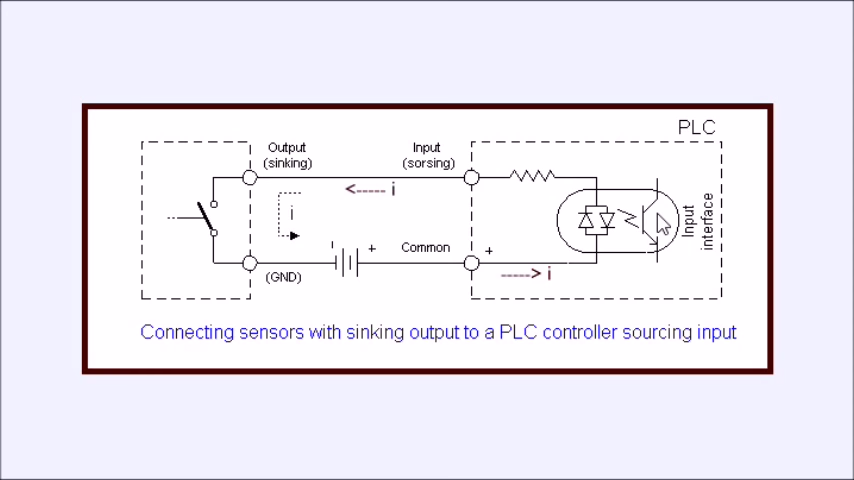 PLC
Output
(sinking)
Input
(sorsing)
<----- i
i
+
Common
+
(GND)
-----> i
Input
interface
Connecting sensors with sinking output to a PLC controller sourcing input